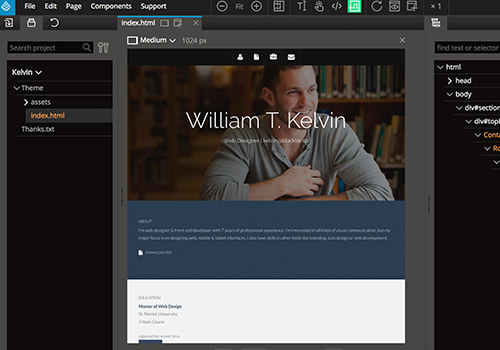 File Edit Page Components Support Fit × 1
index.html
Medium 1024 px
Search project
find text or selector
Kelvin
Theme
assets
index.html
Thanks.txt
html
head
body
div#section
div#topl
Conta
Ro
William T. Kelvin
Web Designer | kelvin@blacktie.co
ABOUT
I'm web designer & front end developer with 7 years of professional experience. I'm interested in all kinds of visual communication, but my
major focus is on designing web, mobile & tablet interfaces. I also have skills in other fields like branding, icon design or web development.
DOWNLOAD PDF
EDUCATION
Master of Web Design
St. Patrick University
2 Years Course